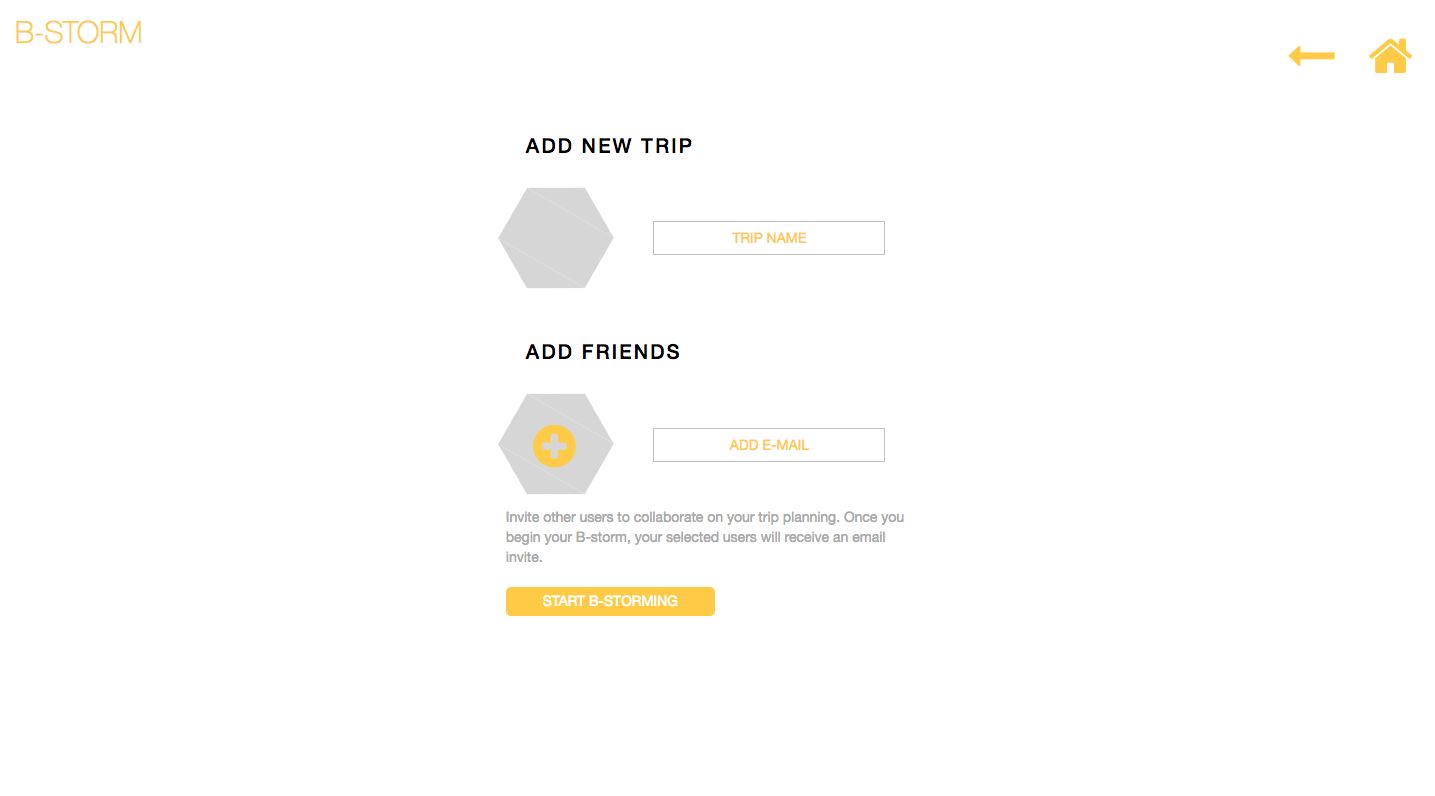 B-STORM
ADD NEW TRIP
TRIP NAME
ADD FRIENDS
ADD E-MAIL
Invite other users to collaborate on your trip planning. Once you
begin your B-storm, your selected users will receive an email
invite.
START B-STORMING